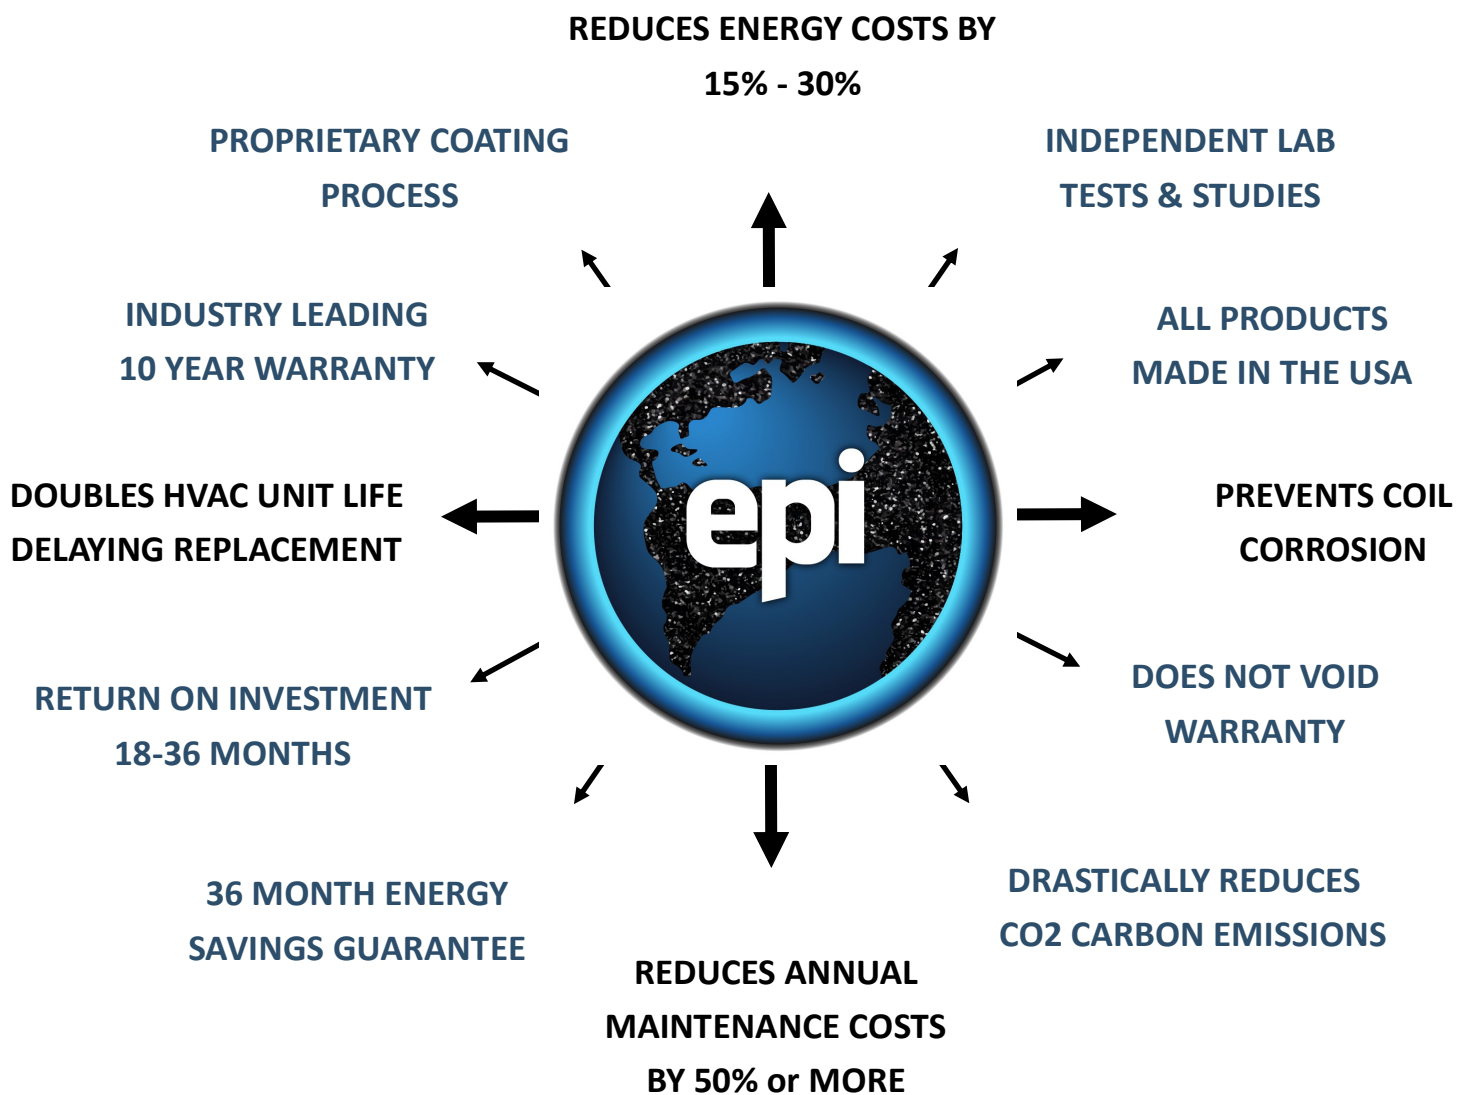 REDUCES ENERGY COSTS BY
15% - 30%
PROPRIETARY COATING
PROCESS
INDEPENDENT LAB
TESTS & STUDIES
INDUSTRY LEADING
10 YEAR WARRANTY
ALL PRODUCTS
MADE IN THE USA
DOUBLES HVAC UNIT LIFE
DELAYING REPLACEMENT
epi
PREVENTS COIL
CORROSION
RETURN ON INVESTMENT
18-36 MONTHS
DOES NOT VOID
WARRANTY
36 MONTH ENERGY
SAVINGS GUARANTEE
DRASTICALLY REDUCES
CO2 CARBON EMISSIONS
REDUCES ANNUAL
MAINTENANCE COSTS
BY 50% or MORE